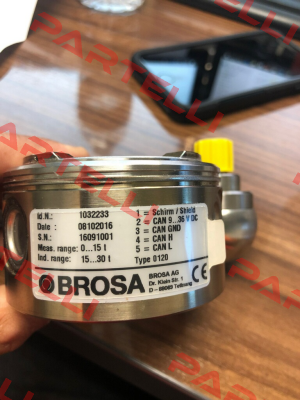 PARTELLI
PARTELLI
PARTELLI
PARTELLI
Id.N.: 1032233 1 = Schirm / Shield
Date : 08102016 2 = CAN 9...36 V DC
S.N.: 16091001 3 = CAN GND
Meas. range: 0...15 t 4 = CAN H
Ind. range: 15...30 t 5 = CAN L
Type 0120
BROSA
BROSA AG
Dr. Klein Str. 1
D - 88069 Tettnang
CE